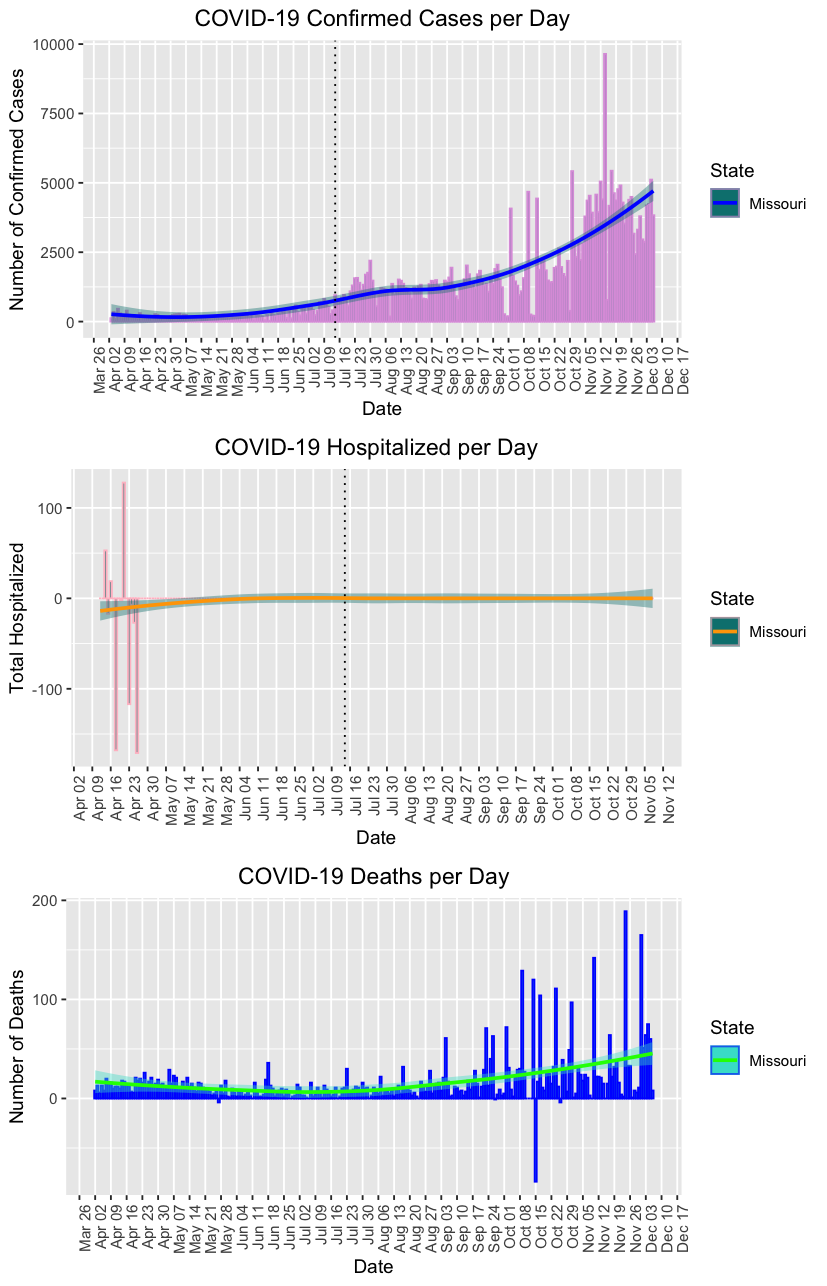 COVID-19 Confirmed Cases per Day
Number of Confirmed Cases
10000
7500
5000
2500
0
Mar 26
Apr 02
Apr 09
Apr 16
Apr 23
Apr 30
May 07
May 14
May 21
May 28
Jun 04
Jun 11
Jun 18
Jun 25
Jul 02
Jul 09
Jul 16
Jul 23
Jul 30
Aug 06
Aug 13
Aug 20
Aug 27
Sep 03
Sep 10
Sep 17
Sep 24
Oct 01
Oct 08
Oct 15
Oct 22
Oct 29
Nov 05
Nov 12
Nov 19
Nov 26
Dec 03
Dec 10
Dec 17
Date
State
Missouri
COVID-19 Hospitalized per Day
Total Hospitalized
100
0
-100
Apr 02
Apr 09
Apr 16
Apr 23
Apr 30
May 07
May 14
May 21
May 28
Jun 04
Jun 11
Jun 18
Jun 25
Jul 02
Jul 09
Jul 16
Jul 23
Jul 30
Aug 06
Aug 13
Aug 20
Aug 27
Sep 03
Sep 10
Sep 17
Sep 24
Oct 01
Oct 08
Oct 15
Oct 22
Oct 29
Nov 05
Nov 12
Date
State
Missouri
COVID-19 Deaths per Day
Number of Deaths
200
100
0
Mar 26
Apr 02
Apr 09
Apr 16
Apr 23
Apr 30
May 07
May 14
May 21
May 28
Jun 04
Jun 11
Jun 18
Jun 25
Jul 02
Jul 09
Jul 16
Jul 23
Jul 30
Aug 06
Aug 13
Aug 20
Aug 27
Sep 03
Sep 10
Sep 17
Sep 24
Oct 01
Oct 08
Oct 15
Oct 22
Oct 29
Nov 05
Nov 12
Nov 19
Nov 26
Dec 03
Dec 10
Dec 17
Date
State
Missouri